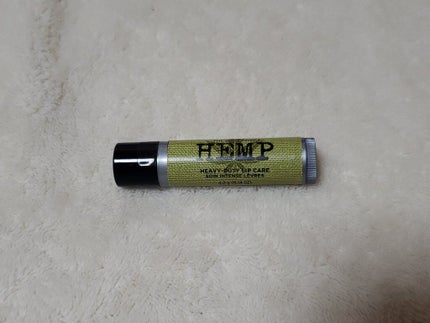 HEMP
HEAVY-DUTY LIP CARE
SOIN INTENSE LÈVRES